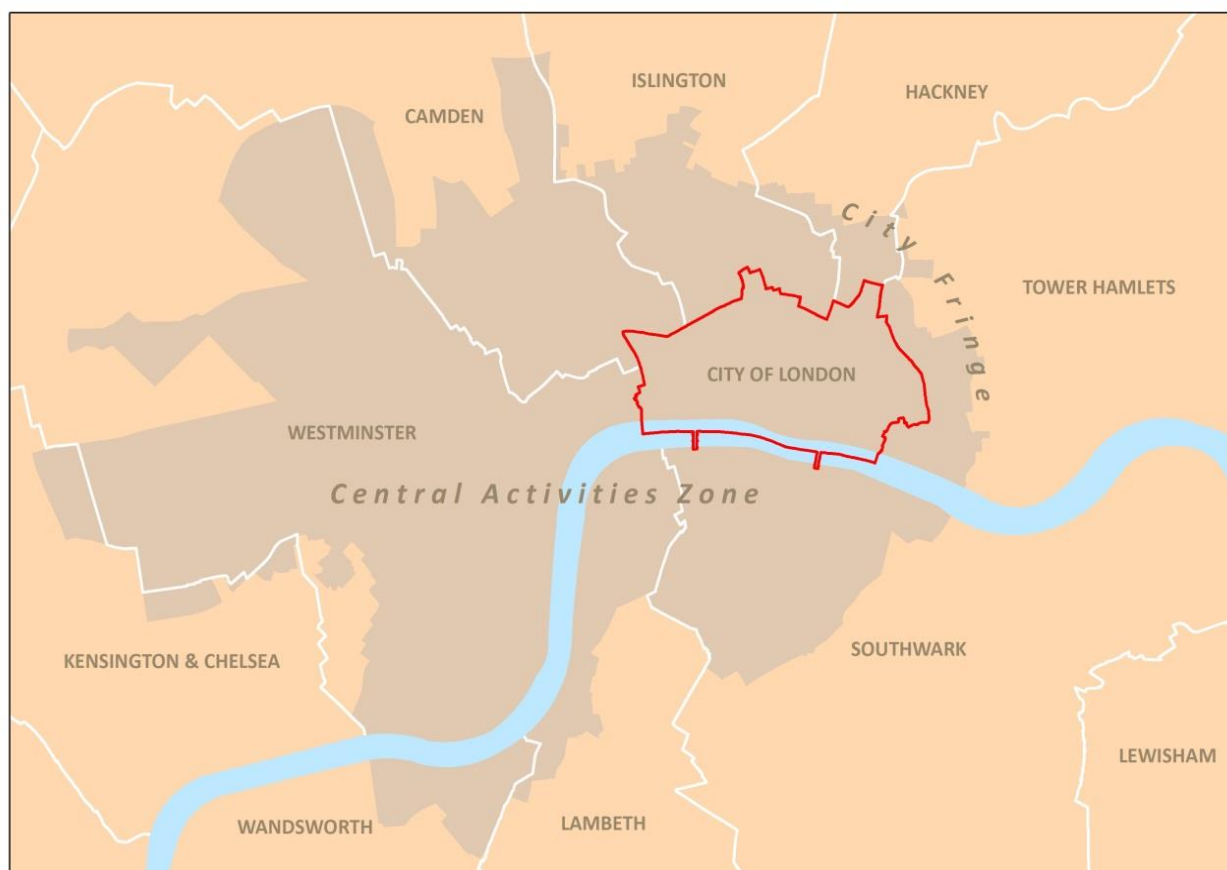 ISLINGTON
HACKNEY
CAMDEN
City Fringe
TOWER HAMLETS
CITY OF LONDON
WESTMINSTER
Central Activities Zone
SOUTHWARK
KENSINGTON & CHELSEA
LEWISHAM
LAMBETH
WANDSWORTH